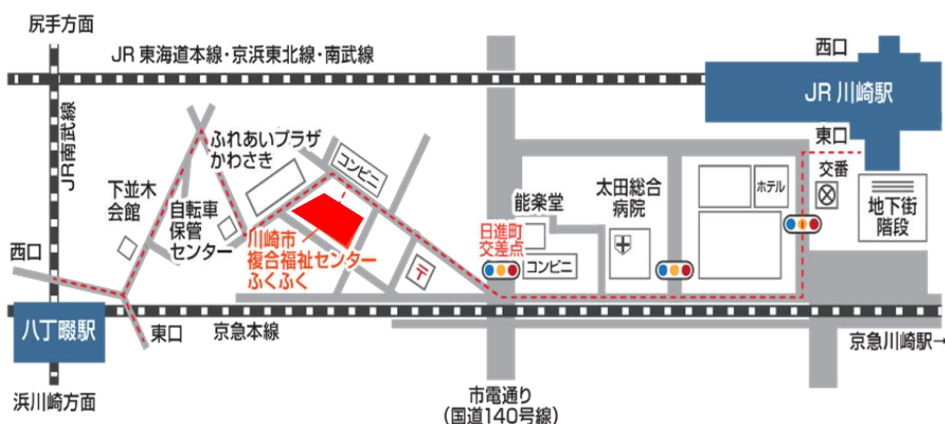 尻手方面
JR 東海道本線・京浜東北線・南武線
西口
JR 川崎駅
JR南武線
東口
ふれあいプラザ
かわさき
コンビニ
交番
下並木
会館
自転車
保管
センター
能楽堂
太田総合
病院
ホテル
地下街
階段
日進町
交差点
川崎市
複合福祉センター
ふくふく
コンビニ
西口
八丁畷駅
東口
京急本線
京急川崎駅→
浜川崎方面
市電通り
(国道140号線)